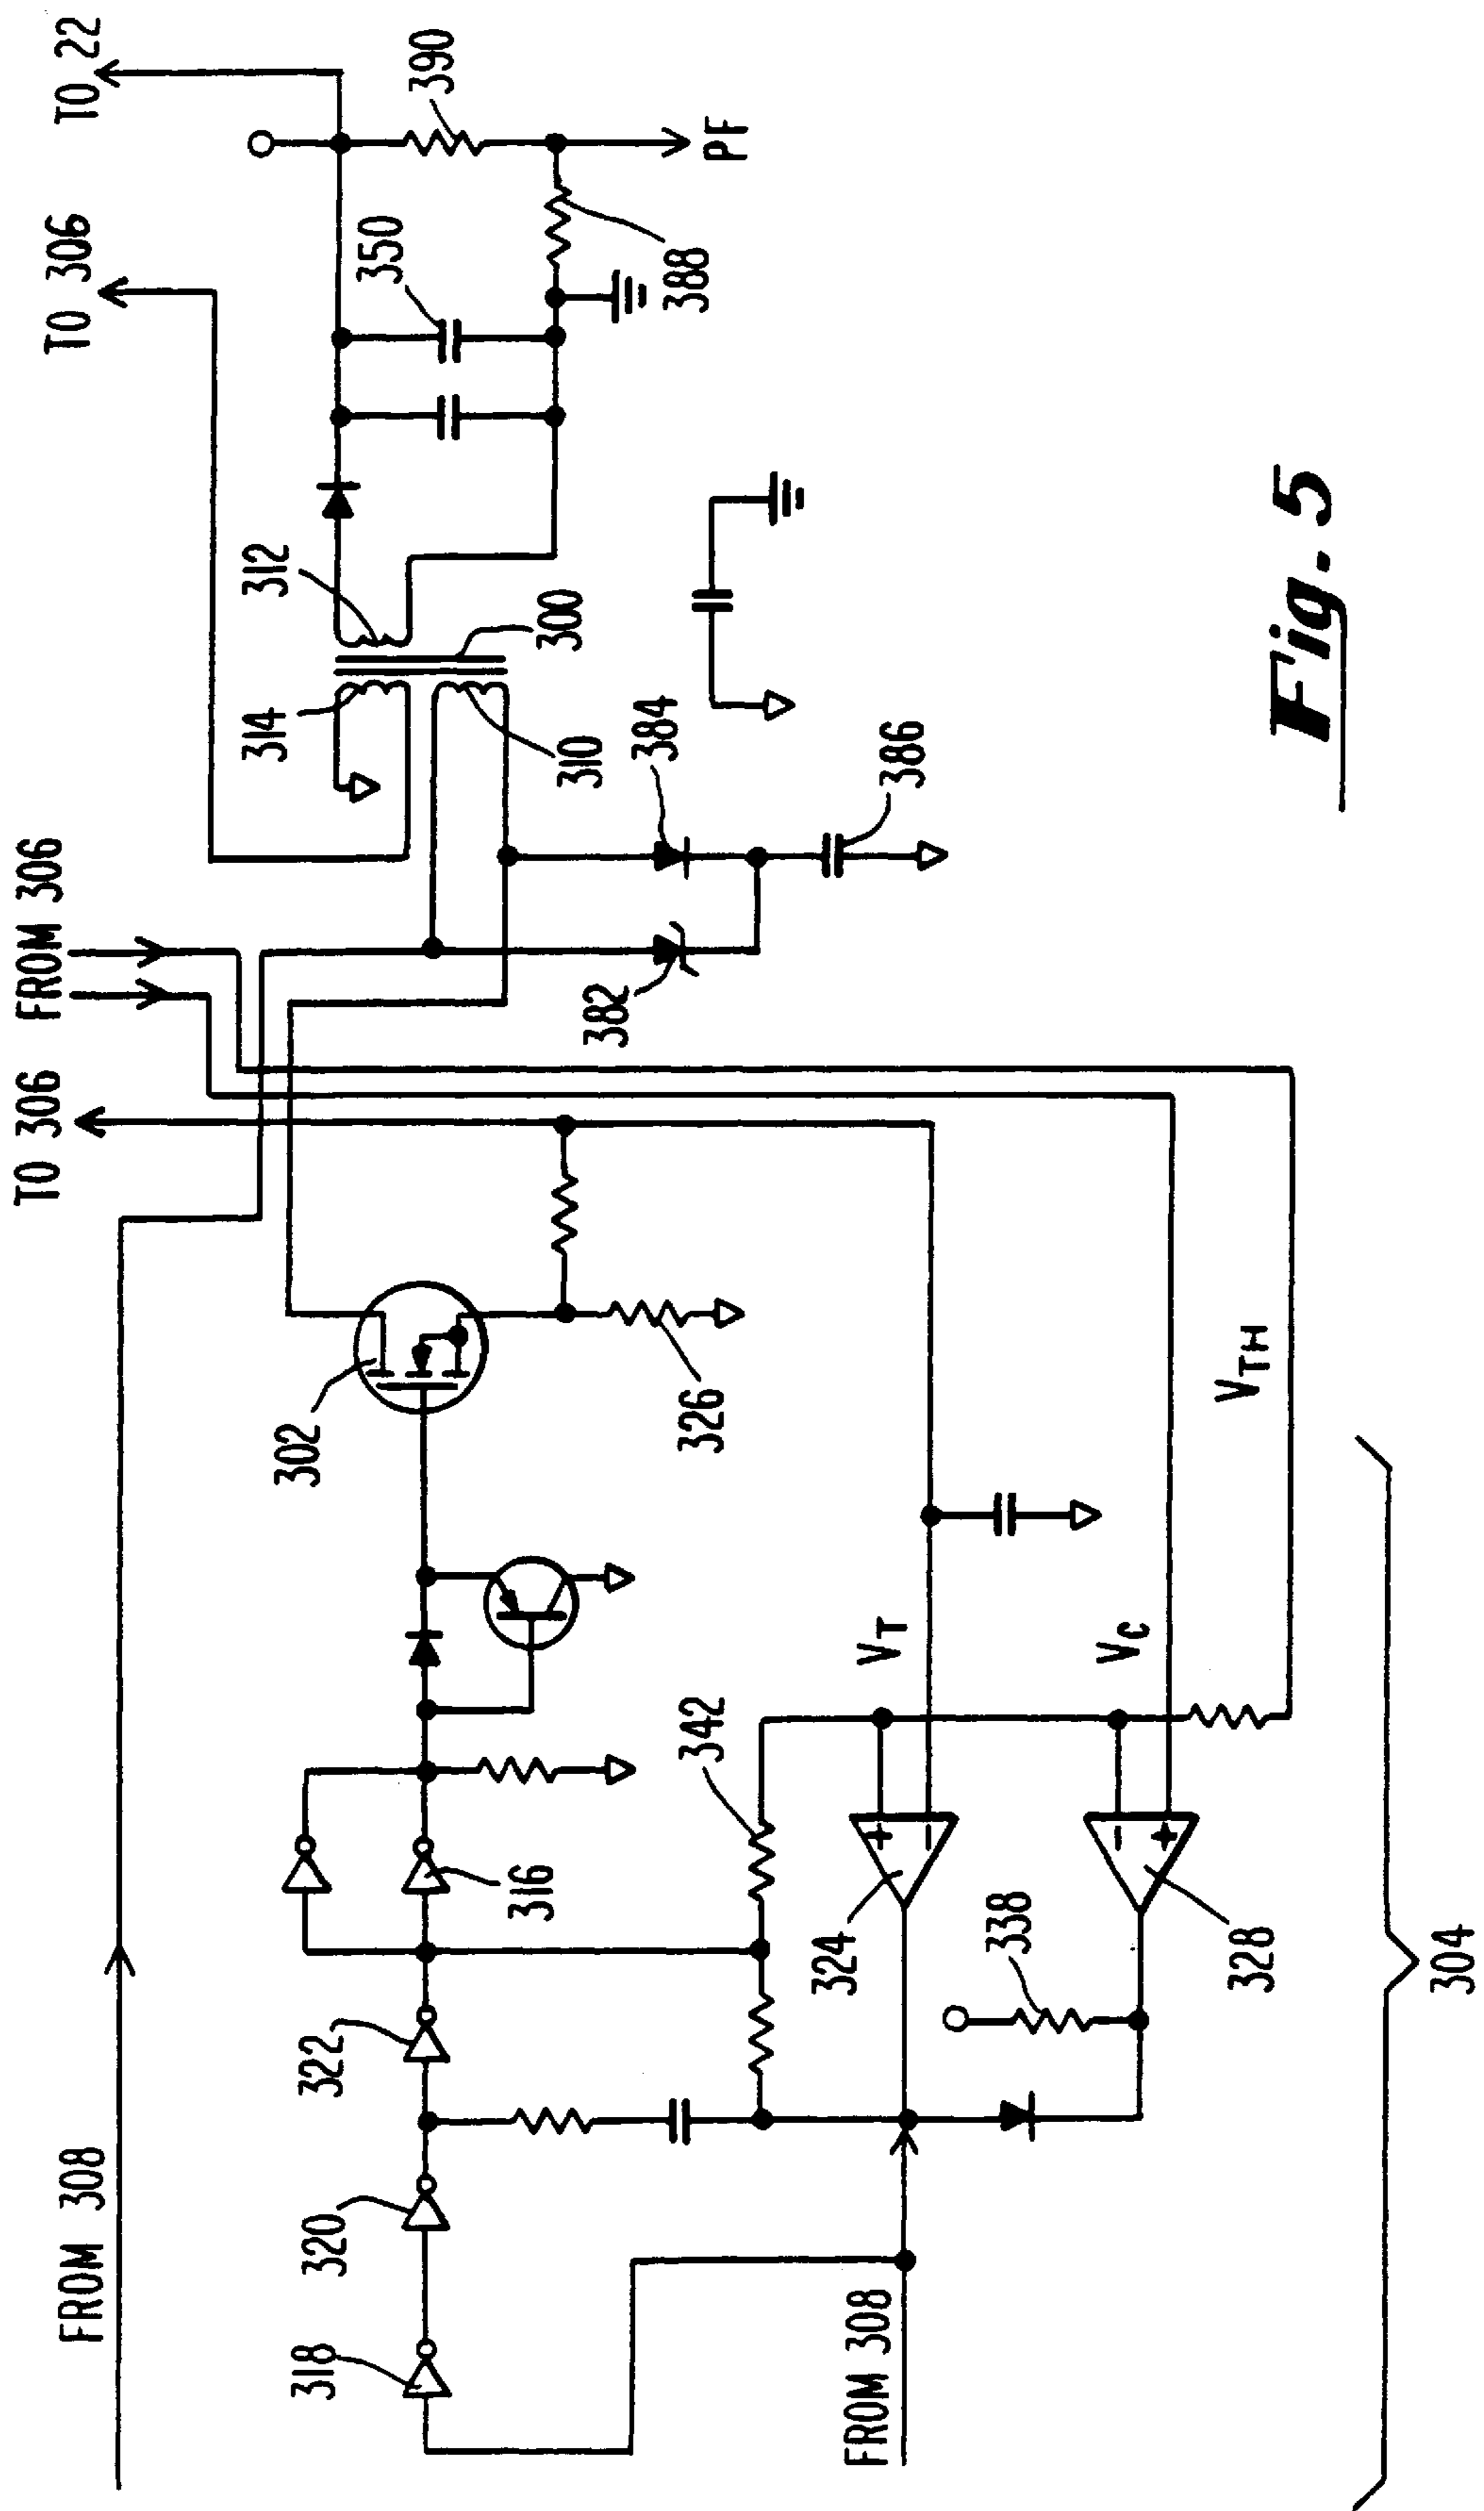 FROM 308
TO 306
FROM 306
TO 306
TO 22
318
320
322
316
302
326
314
312
310
300
350
390
388
PF
382
384
386
342
324
338
328
VT
VC
VTH
FROM 308
304
Fig. 5